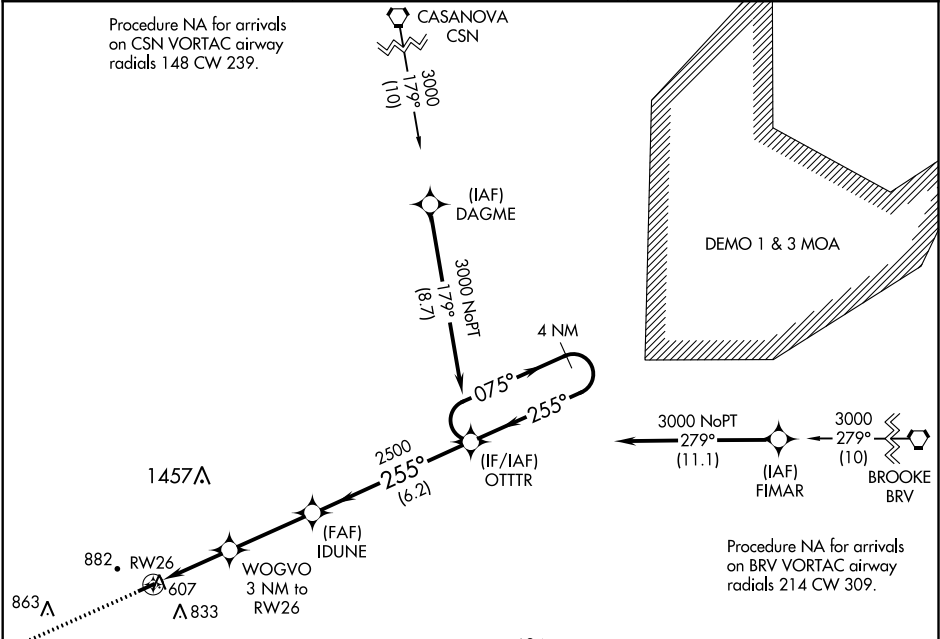 Procedure NA for arrivals
on CSN VORTAC airway
radials 148 CW 239.
CASANOVA
CSN
3000
179°
(10)
(IAF)
DAGME
3000 NoPT
179°
(8.7)
DEMO 1 & 3 MOA
4 NM
075°
255°
3000 NoPT
279°
(11.1)
3000
279°
(10)
(IAF)
FIMAR
BROOKE
BRV
(IF/IAF)
OTTTR
2500
255°
(6.2)
1457
(FAF)
IDUNE
WOGVO
3 NM to
RW26
882
RW26
607
863
833
Procedure NA for arrivals
on BRV VORTAC airway
radials 214 CW 309.